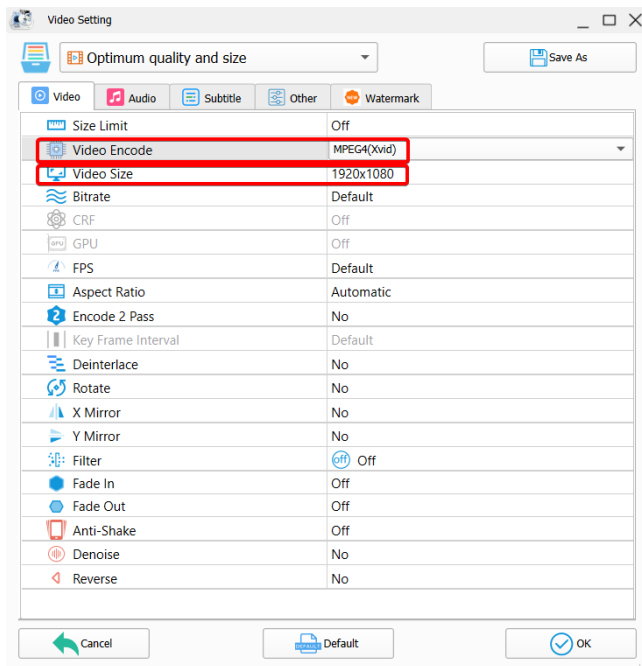 Video Setting
Optimum quality and size
Save As
Video Audio Subtitle Other Watermark
Size Limit Off
Video Encode MPEG4(Xvid)
Video Size 1920x1080
Bitrate Default
CRF Off
GPU Off
FPS Default
Aspect Ratio Automatic
2 Encode 2 Pass No
Key Frame Interval Default
Deinterlace No
Rotate No
X Mirror No
Y Mirror No
Filter off Off
Fade In Off
Fade Out Off
Anti-Shake Off
Denoise No
Reverse No
Cancel DEFAULT Default OK